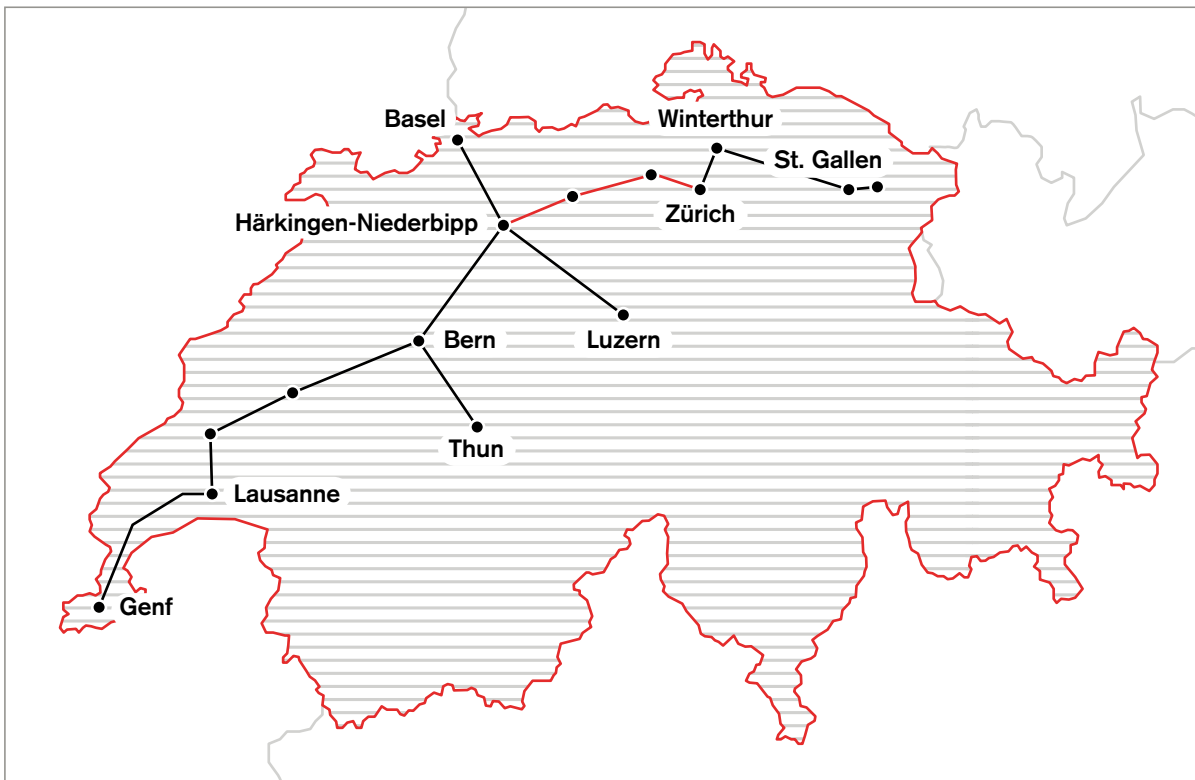 Basel
Winterthur
St. Gallen
Zürich
Härkingen-Niederbipp
Bern
Luzern
Thun
Lausanne
Genf